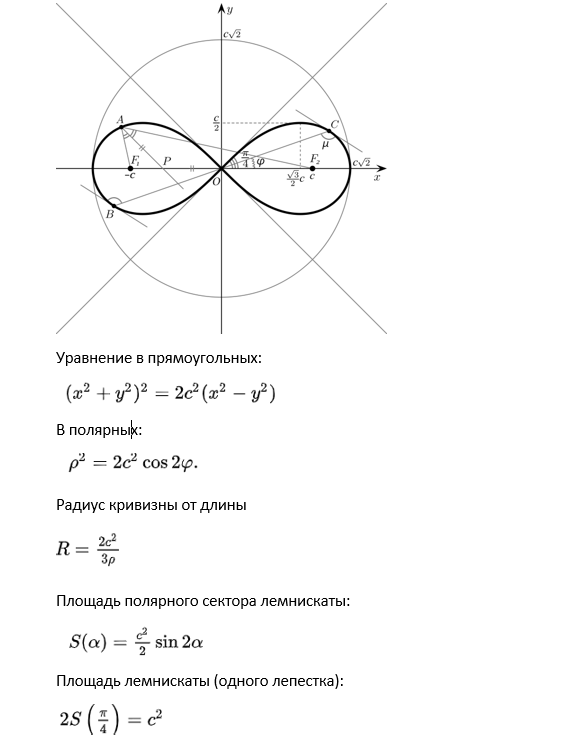 y
c√2
A
c/2
C
μ
F₁
P
π/4
φ
F₂
c√2
-c
O
√3/2 c
c
x
B
Уравнение в прямоугольных:
(x² + y²)² = 2c²(x² − y²)
В полярных:
ρ² = 2c² cos 2φ.
Радиус кривизны от длины
R = 2c²/3ρ
Площадь полярного сектора лемнискаты:
S(α) = c²/2 sin 2α
Площадь лемнискаты (одного лепестка):
2S(π/4) = c²